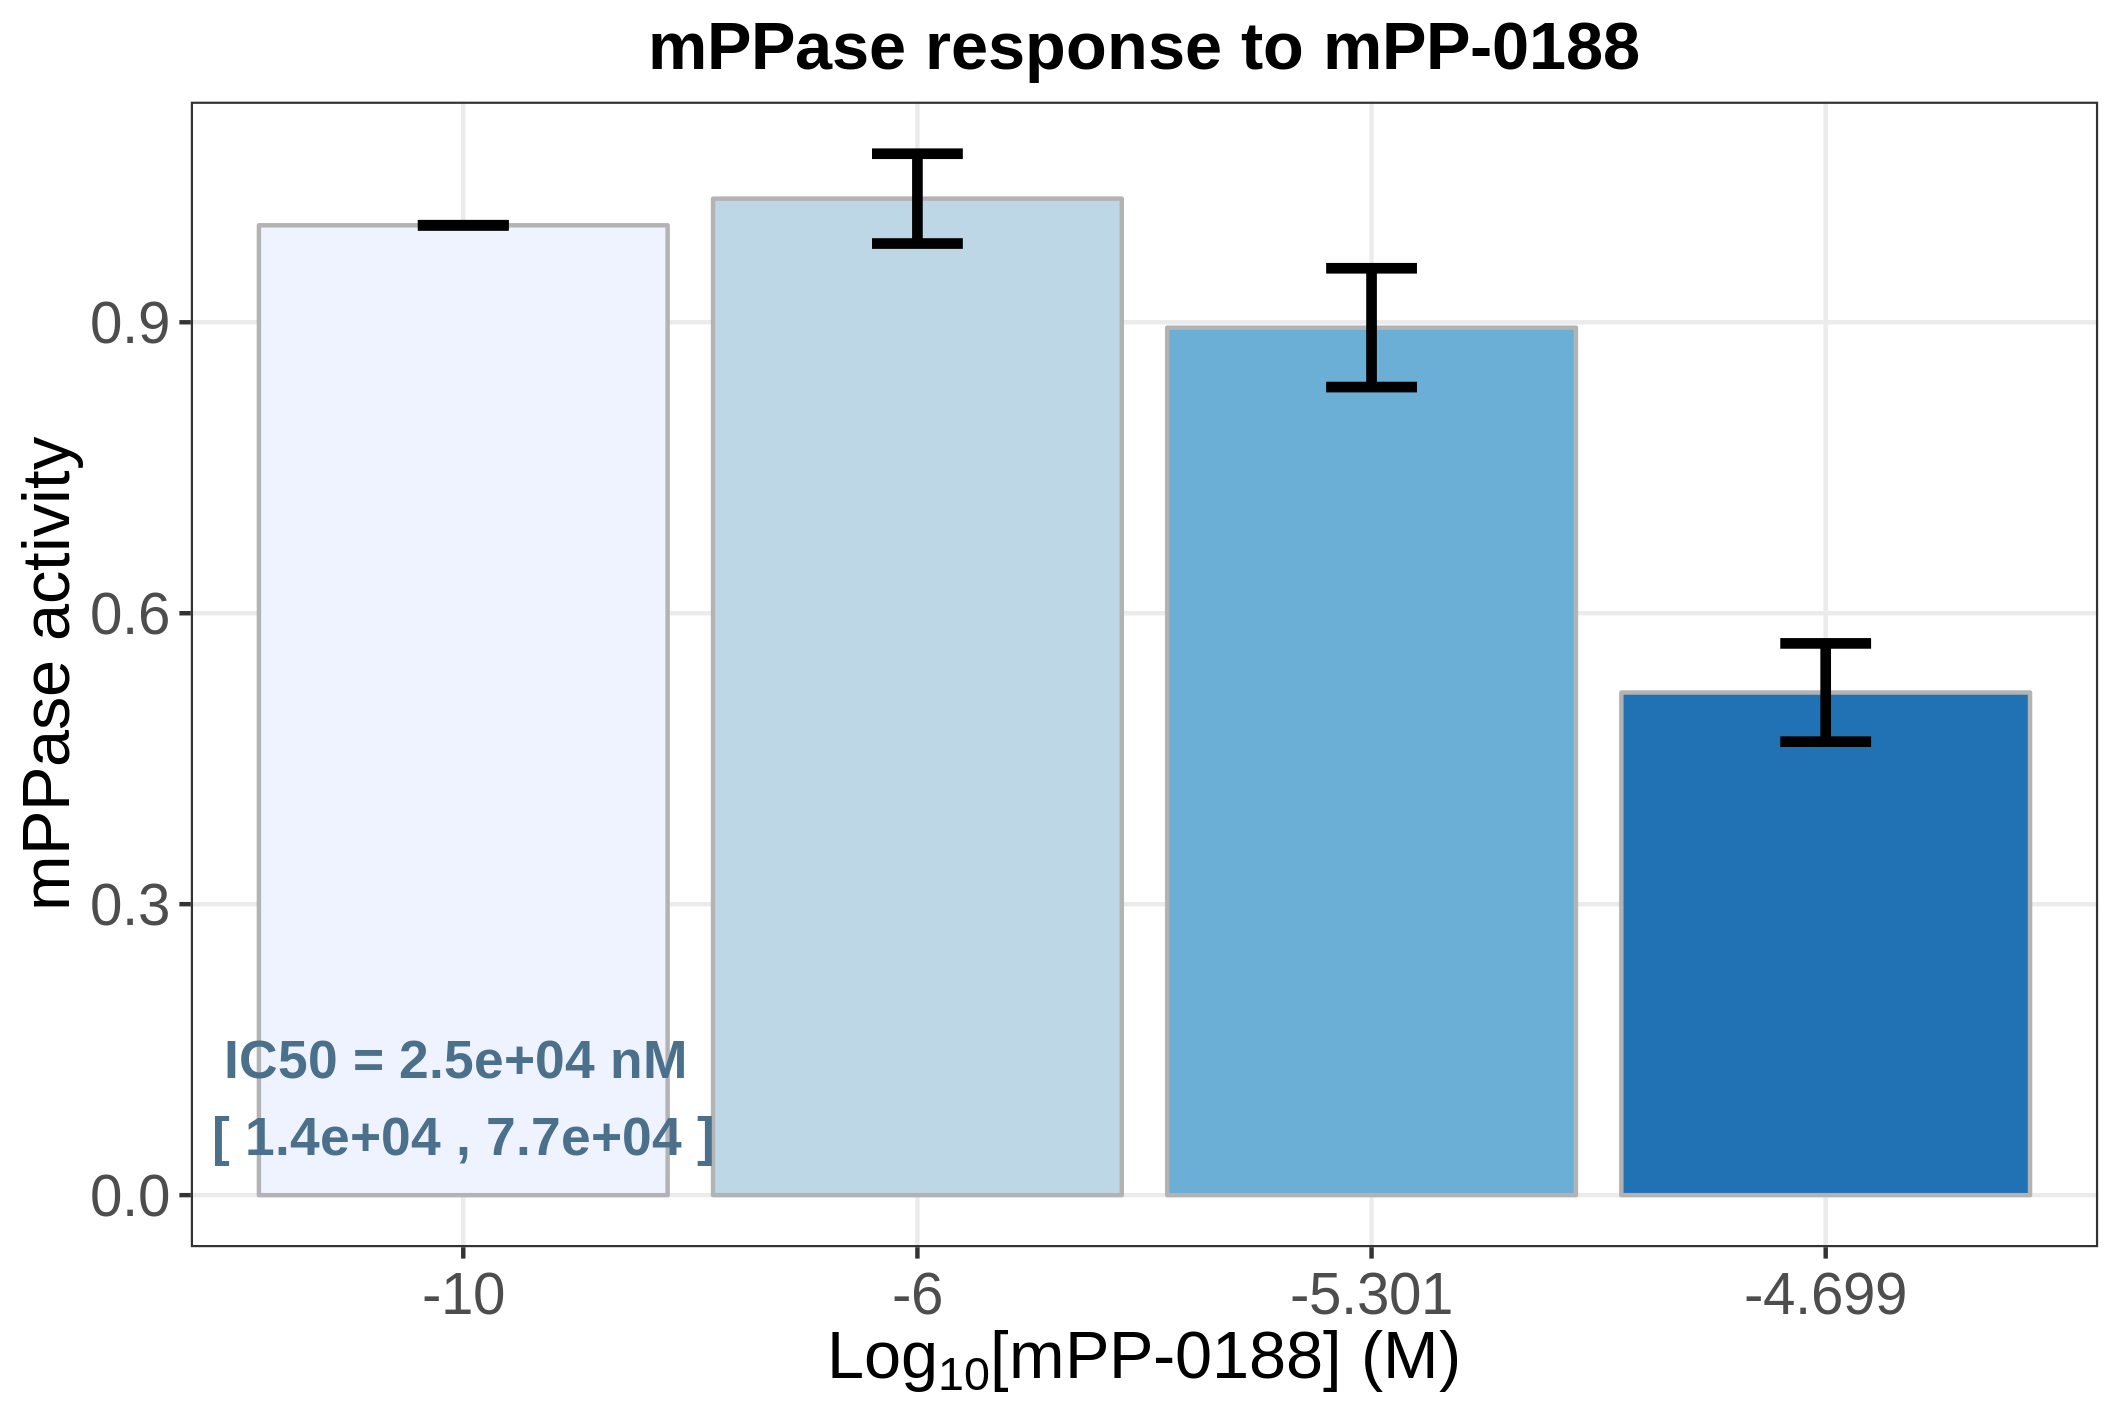 mPPase response to mPP-0188
mPPase activity
0.9
0.6
0.3
0.0
IC50 = 2.5e+04 nM
[ 1.4e+04 , 7.7e+04 ]
-10
-6
-5.301
-4.699
Log10[mPP-0188] (M)